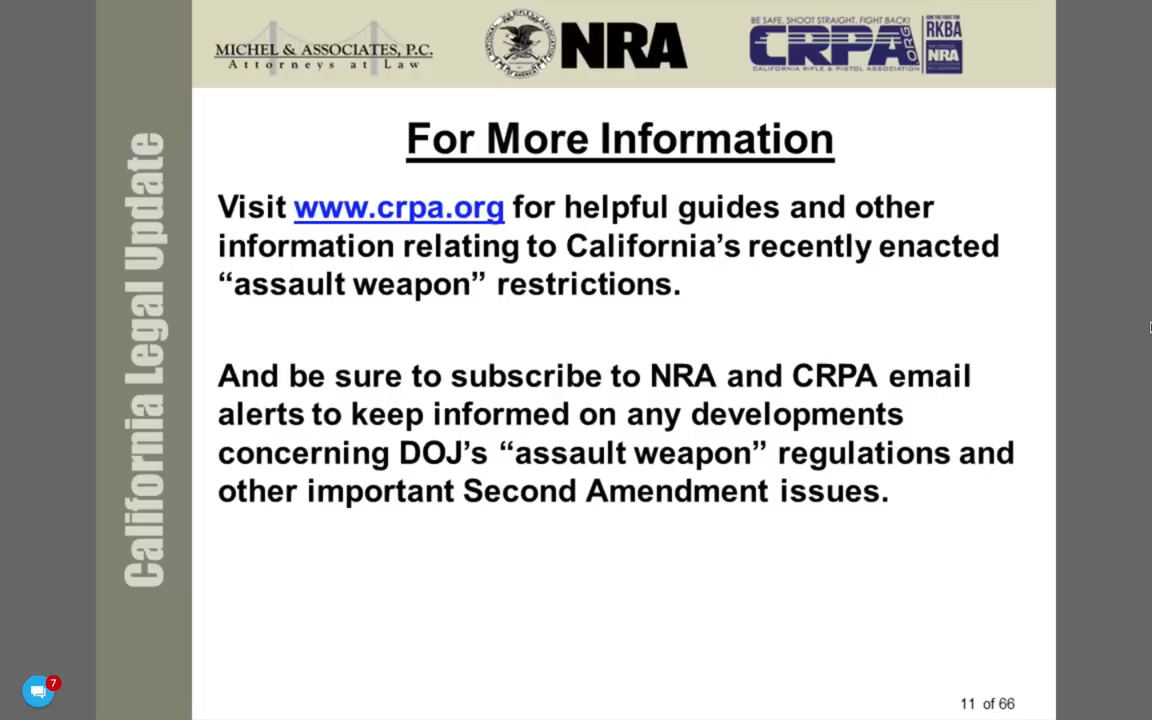 MICHEL & ASSOCIATES, P.C.
Attorneys at Law
NRA
BE SAFE, SHOOT STRAIGHT, FIGHT BACK!
CRPA.ORG
CALIFORNIA RIFLE & PISTOL ASSOCIATION
RKBA
NRA
California Legal Update
For More Information
Visit www.crpa.org for helpful guides and other
information relating to California’s recently enacted
“assault weapon” restrictions.
And be sure to subscribe to NRA and CRPA email
alerts to keep informed on any developments
concerning DOJ’s “assault weapon” regulations and
other important Second Amendment issues.
7
11 of 66